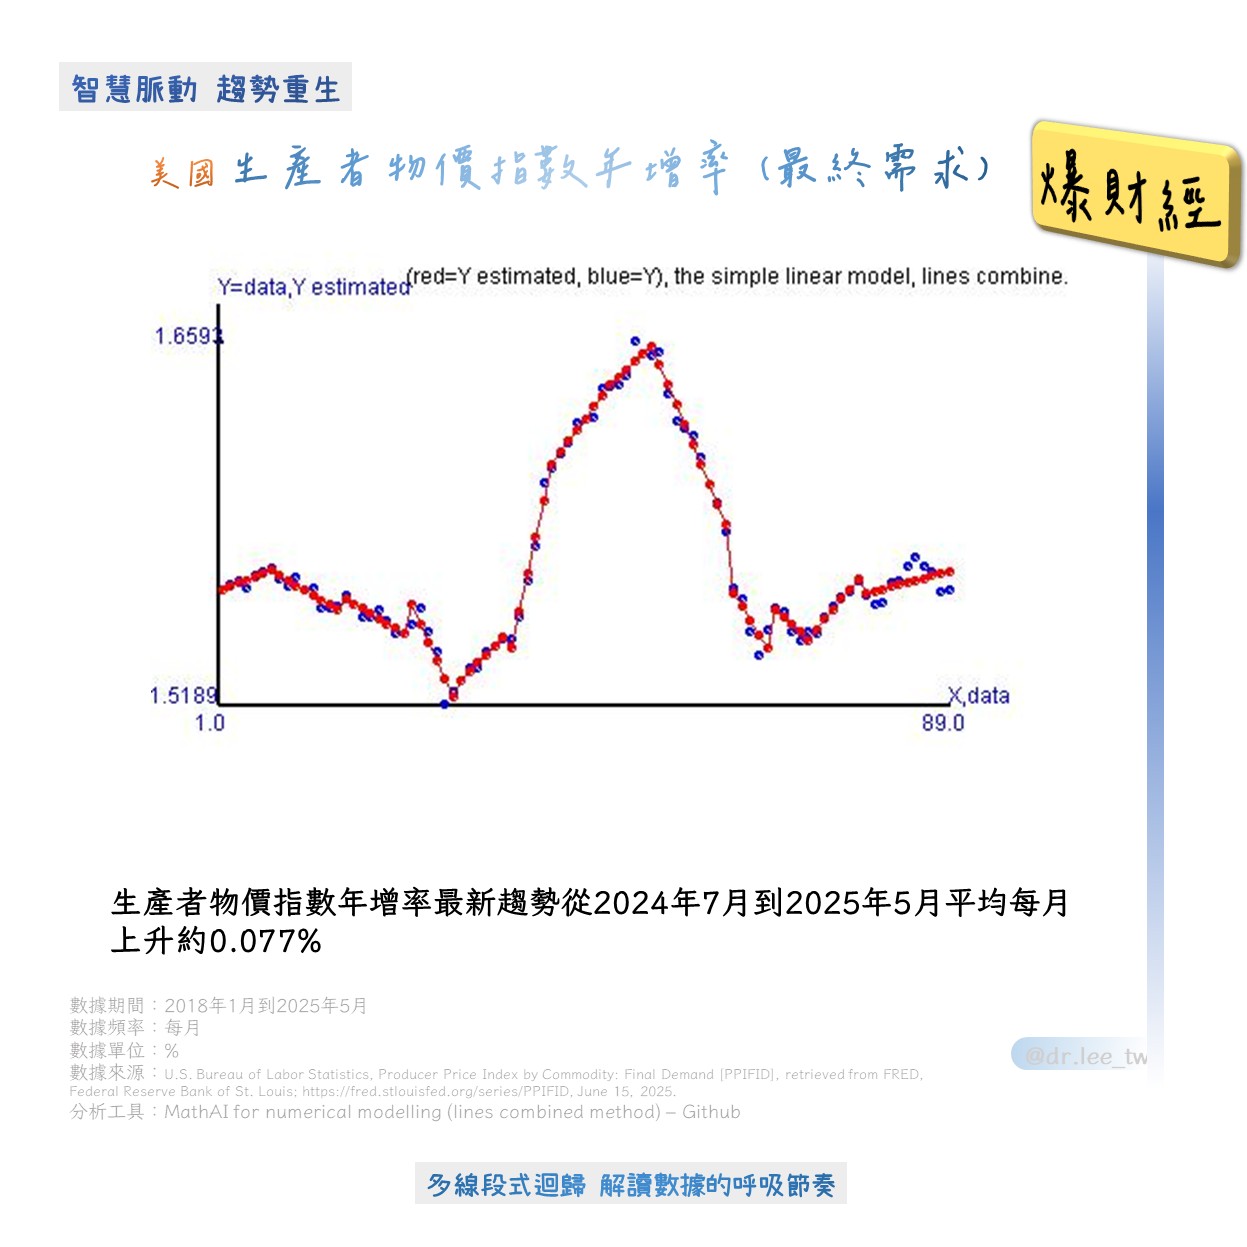 智慧脈動 趨勢重生
美國生產者物價指數年增率(最終需求)
爆財經
Y=data,Y estimated(red=Y estimated, blue=Y), the simple linear model, lines combine.
1.6593
1.5189
X,data
1.0
89.0
生產者物價指數年增率最新趨勢從2024年7月到2025年5月平均每月
上升約0.077%
數據期間：2018年1月到2025年5月
數據頻率：每月
數據單位：%
@dr.lee_tw
數據來源：U.S. Bureau of Labor Statistics, Producer Price Index by Commodity: Final Demand [PPIFID], retrieved from FRED,
Federal Reserve Bank of St. Louis; https://fred.stlouisfed.org/series/PPIFID, June 15, 2025.
分析工具：MathAI for numerical modelling (lines combined method) – Github
多線段式迴歸 解讀數據的呼吸節奏